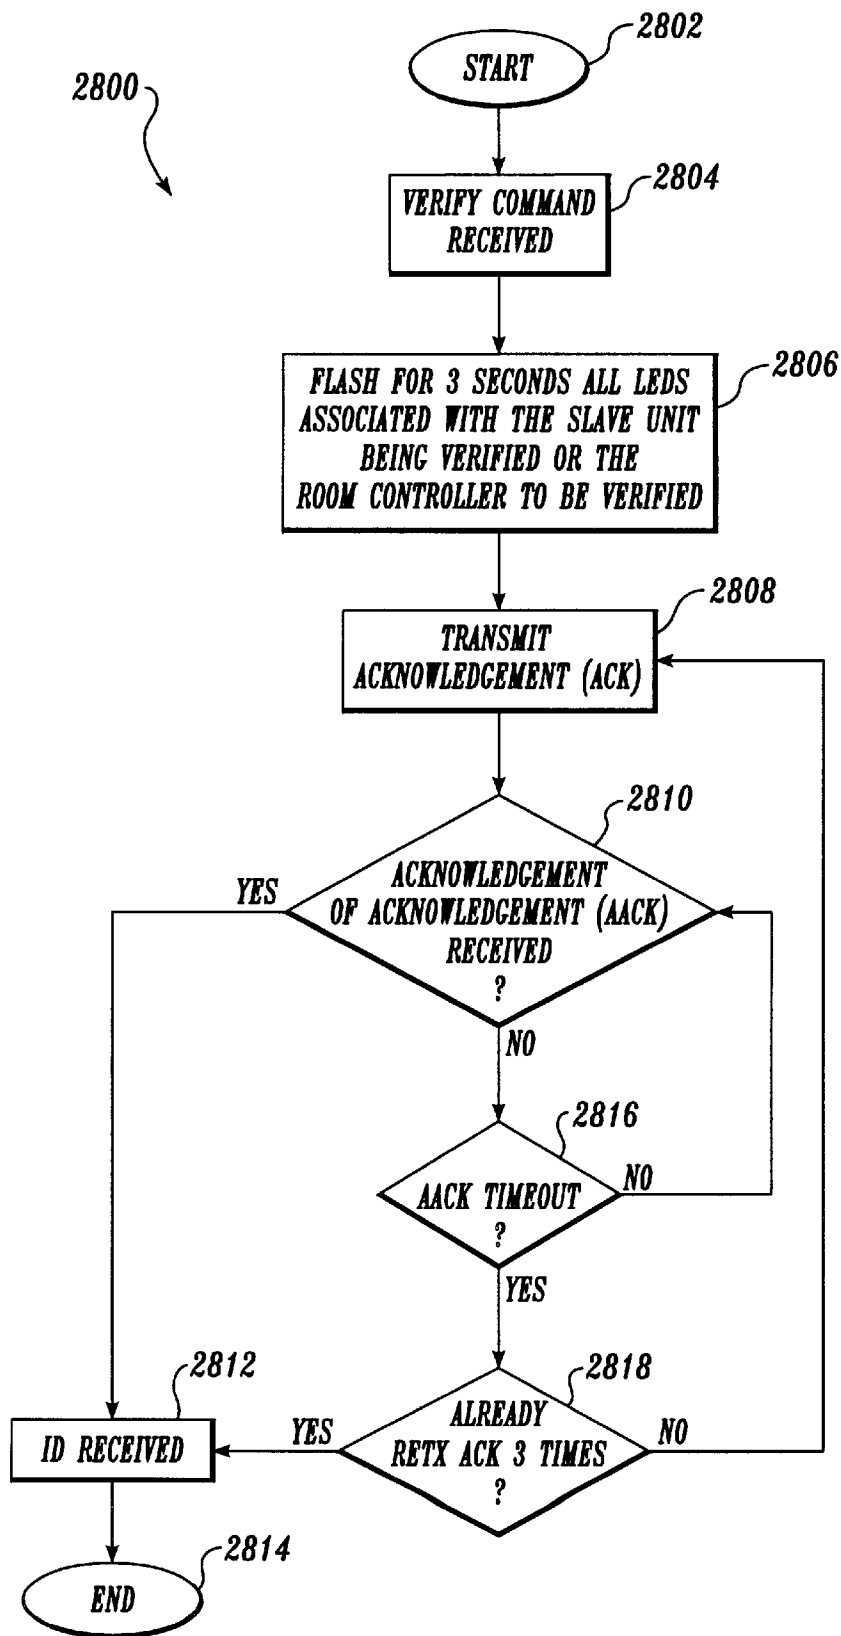 2800
START
2802
VERIFY COMMAND
RECEIVED
2804
FLASH FOR 3 SECONDS ALL LEDS
ASSOCIATED WITH THE SLAVE UNIT
BEING VERIFIED OR THE
ROOM CONTROLLER TO BE VERIFIED
2806
TRANSMIT
ACKNOWLEDGEMENT (ACK)
2808
ACKNOWLEDGEMENT
OF ACKNOWLEDGEMENT (AACK)
RECEIVED
?
2810
YES
NO
AACK TIMEOUT
?
2816
NO
YES
ALREADY
RETX ACK 3 TIMES
?
2818
YES
NO
ID RECEIVED
2812
END
2814